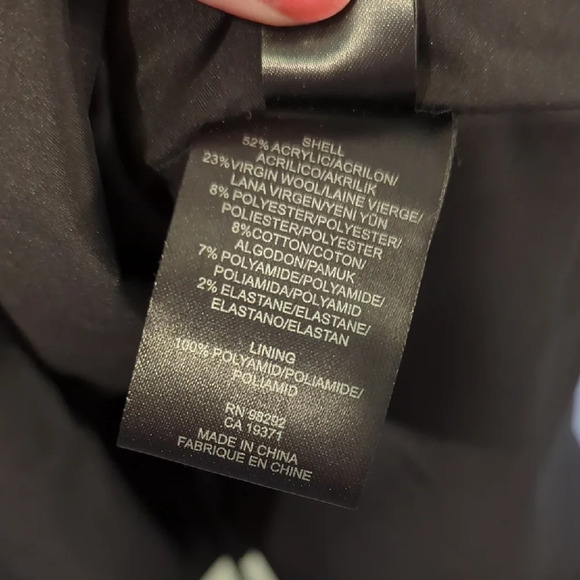 SHELL
52% ACRYLIC/ACRILON/
ACRILICO/AKRILIK
23% VIRGIN WOOL/LAINE VIERGE/
LANA VIRGEN/YENİ YÜN
8% POLYESTER/POLYESTER/
POLIESTER/POLYESTER
8%COTTON/COTON/
ALGODON/PAMUK
7% POLYAMIDE/POLYAMIDE/
POLIAMIDA/POLYAMID
2% ELASTANE/ELASTANE/
ELASTANO/ELASTAN
LINING
100% POLYAMID/POLIAMIDE/
POLIAMID
RN 98292
CA 19371
MADE IN CHINA
FABRIQUE EN CHINE